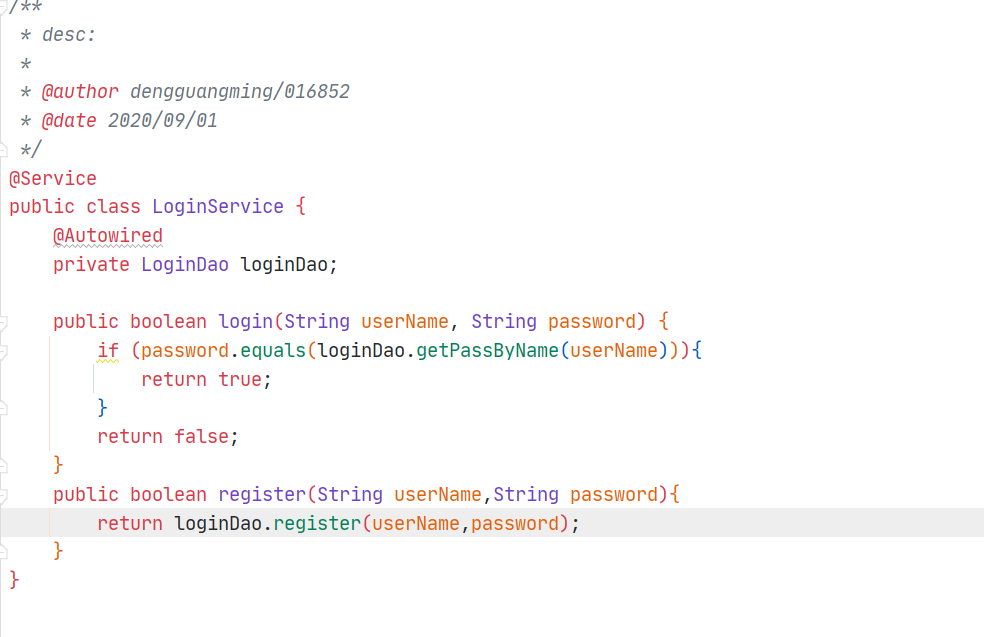 /**
 * desc:
 *
 * @author dengguangming/016852
 * @date 2020/09/01
 */
@Service
public class LoginService {
    @Autowired
    private LoginDao loginDao;

    public boolean login(String userName, String password) {
        if (password.equals(loginDao.getPassByName(userName))){
            return true;
        }
        return false;
    }
    public boolean register(String userName,String password){
        return loginDao.register(userName,password);
    }
}